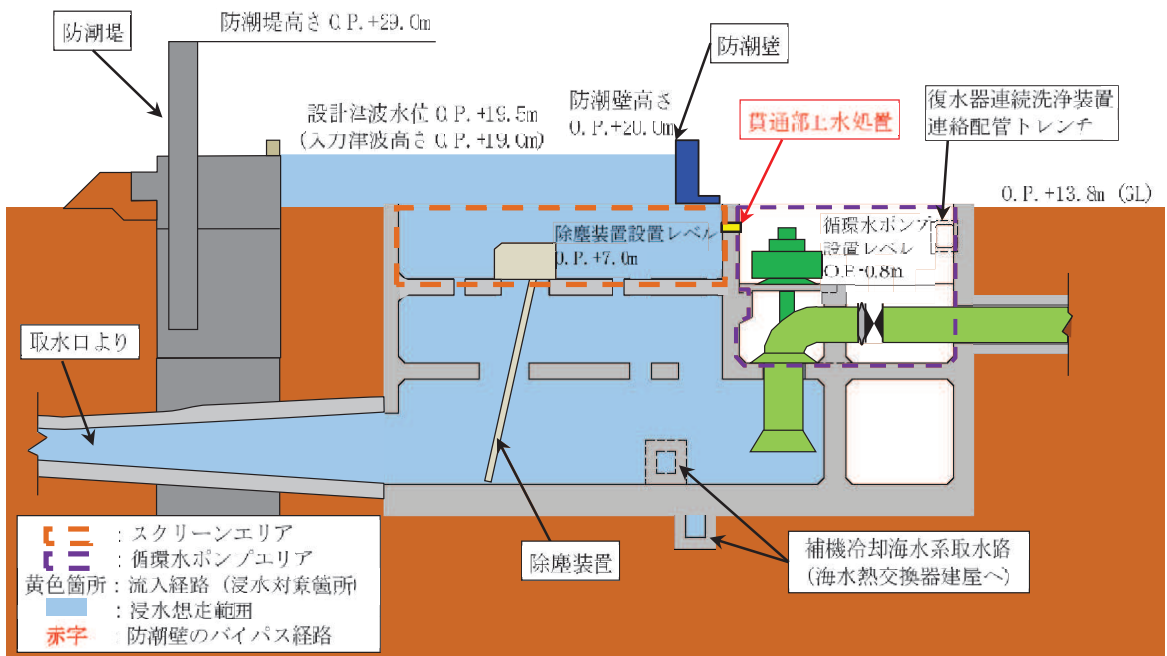 防潮堤
防潮堤高さ O.P.+29.0m
防潮壁
設計津波水位 O.P.+19.5m
(入力津波高さ O.P.+19.0m)
防潮壁高さ
O.P.+20.0m
貫通部止水処置
復水器連続洗浄装置
連絡配管トレンチ
O.P.+13.8m (GL)
除塵装置設置レベル
O.P.+7.0m
循環水ポンプ
設置レベル
O.P.-0.8m
取水口より
除塵装置
補機冷却海水系取水路
(海水熱交換器建屋へ)
：スクリーンエリア
：循環水ポンプエリア
黄色箇所：流入経路 (浸水対策箇所)
：浸水想定範囲
赤字：防潮壁のバイパス経路